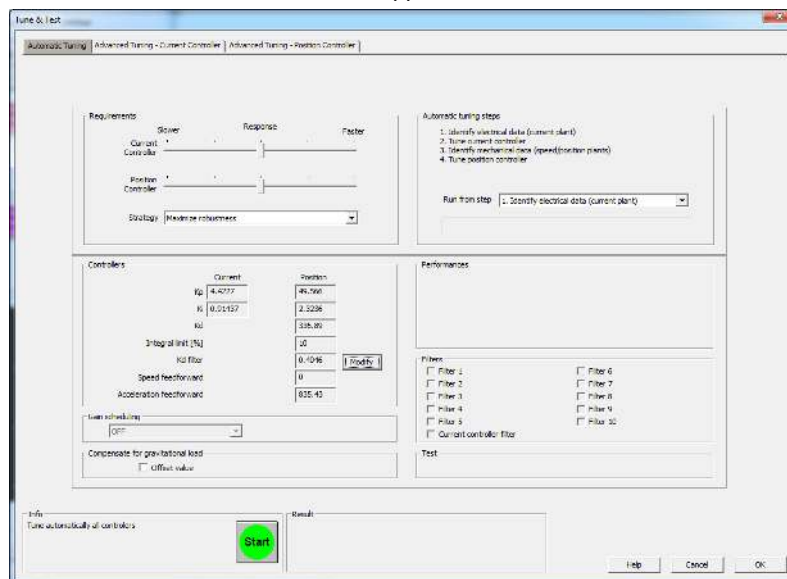 Tune & Test
Automatic Tuning
Advanced Tuning - Current Controller
Advanced Tuning - Position Controller
Requirements
Slower Response Faster
Current Controller
Position Controller
Strategy Maximize robustness
Automatic tuning steps
1. Identify electrical data (current plant)
2. Tune current controller
3. Identify mechanical data (speed/position plants)
4. Tune position controller
Run from step 1. Identify electrical data (current plant)
Controllers
Current Position
Kp 4.4227 49.566
Ki 0.91437 2.3286
Kd 335.89
Integral limit [%] 10
Kd filter 0.4046 ! Modify !
Speed feedforward 0
Acceleration feedforward 835.43
Performances
Filters
Filter 1 Filter 6
Filter 2 Filter 7
Filter 3 Filter 8
Filter 4 Filter 9
Filter 5 Filter 10
Current controller filter
Gain scheduling
OFF
Compensate for gravitational load
Offset value
Test
Info
Tune automatically all controlers
Start
Result
Help Cancel OK